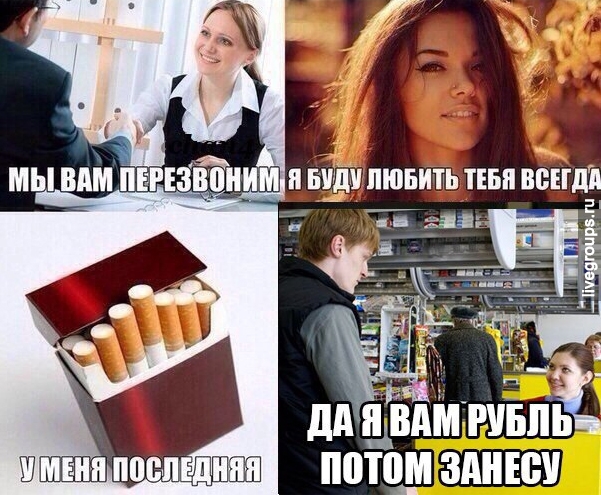 МЫ ВАМ ПЕРЕЗВОНИМ
Я БУДУ ЛЮБИТЬ ТЕБЯ ВСЕГДА
livegroups.ru
У МЕНЯ ПОСЛЕДНЯЯ
ДА Я ВАМ РУБЛЬ
ПОТОМ ЗАНЕСУ